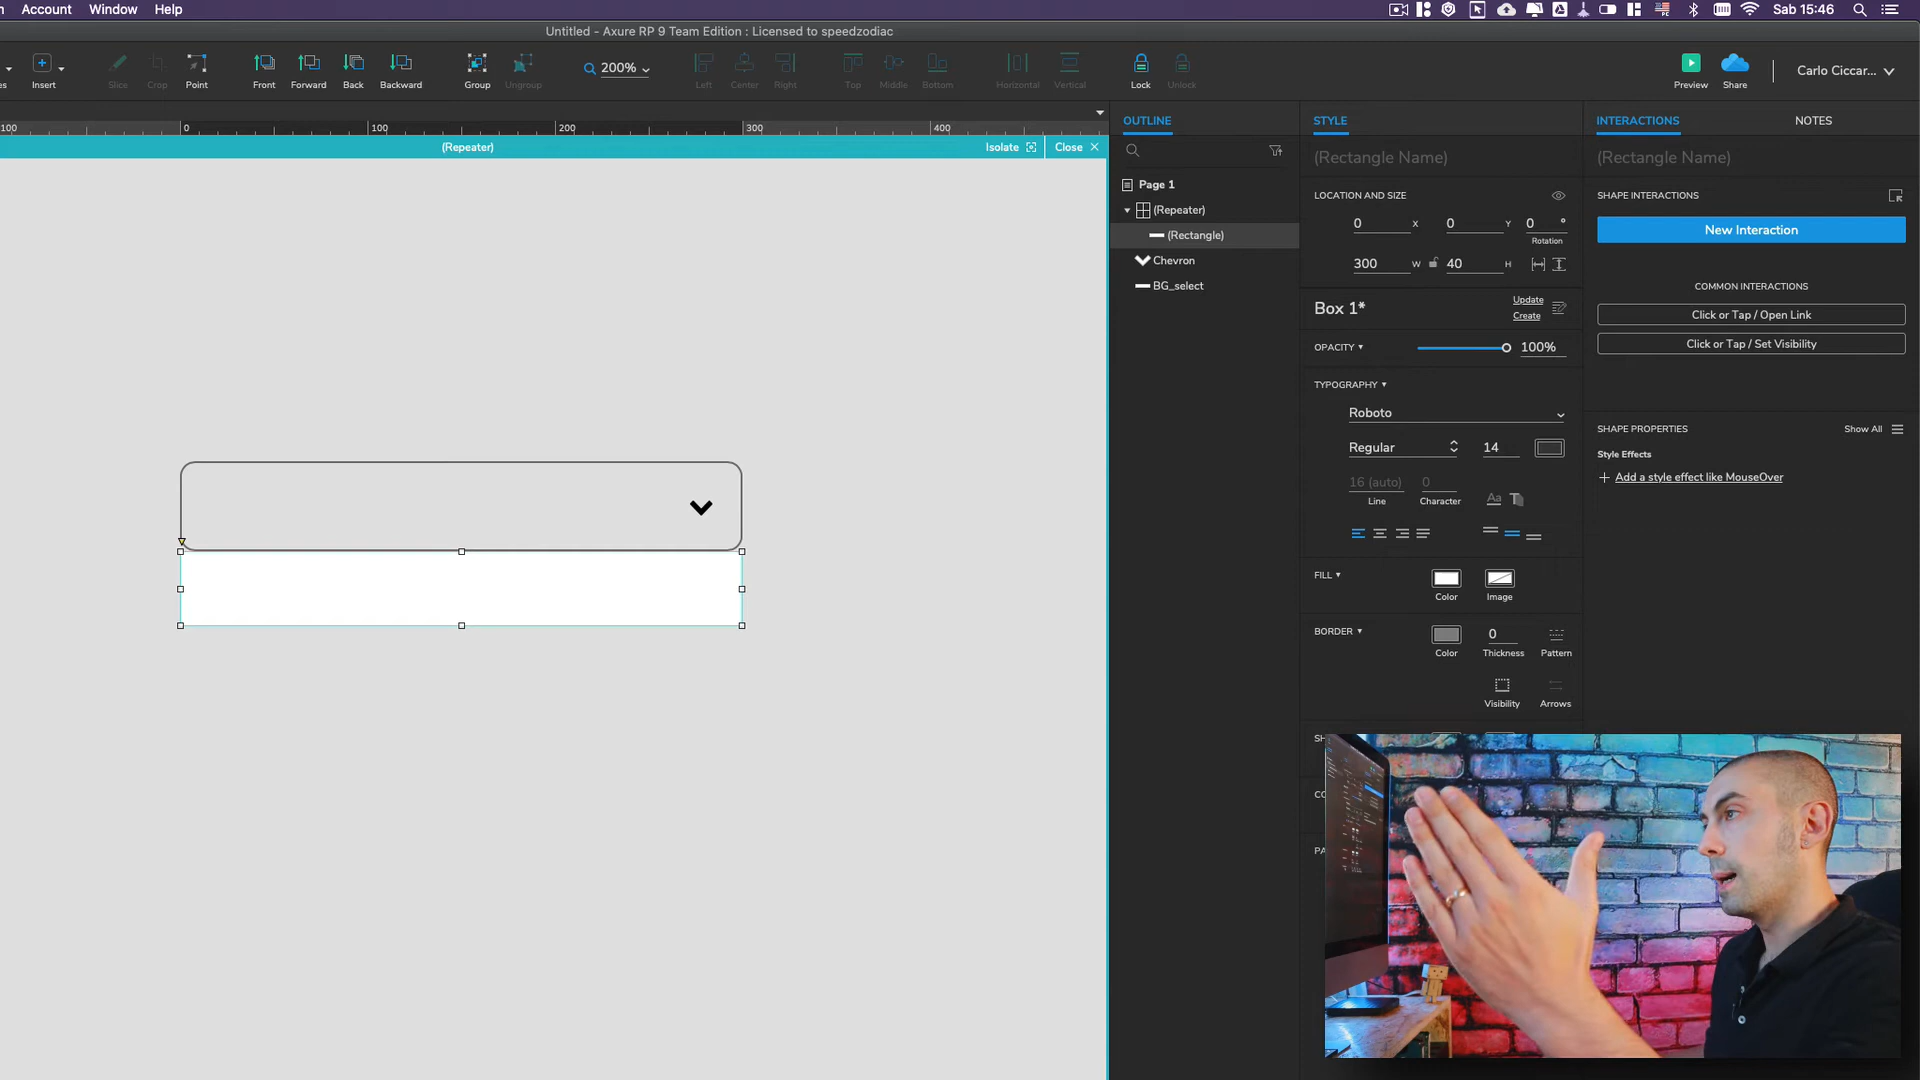 Account Window Help Sab 15:46
Untitled - Axure RP 9 Team Edition : Licensed to speedzodiac
Insert Slice Crop Point Front Forward Back Backward Group Ungroup 200% Left Center Right Top Middle Bottom Horizontal Vertical Lock Unlock Preview Share Carlo Ciccar...
100 0 100 200 300 400
(Repeater) Isolate Close
OUTLINE
Page 1
(Repeater)
(Rectangle)
Chevron
BG_select
STYLE
(Rectangle Name)
LOCATION AND SIZE
0 X 0 Y 0 °
Rotation
300 W 40 H
Box 1*
Update
Create
OPACITY 100%
TYPOGRAPHY
Roboto
Regular 14
16 (auto) 0
Line Character
Aa
FILL
Color Image
BORDER 0
Color Thickness Pattern
Visibility Arrows
INTERACTIONS NOTES
(Rectangle Name)
SHAPE INTERACTIONS
New Interaction
COMMON INTERACTIONS
Click or Tap / Open Link
Click or Tap / Set Visibility
SHAPE PROPERTIES Show All
Style Effects
Add a style effect like MouseOver